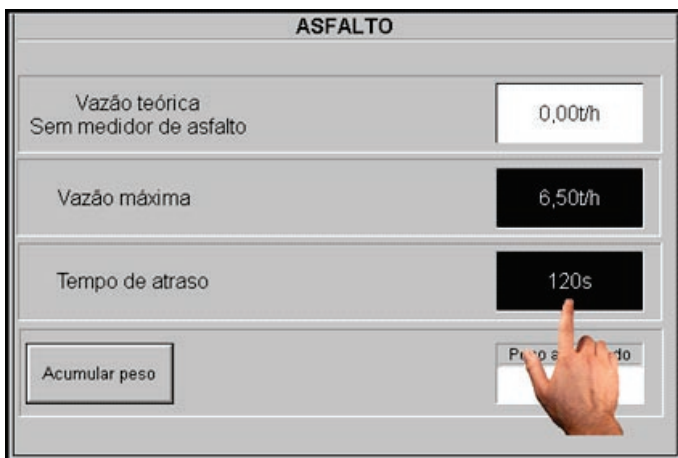 ASFALTO
Vazão teórica
Sem medidor de asfalto
0,00t/h
Vazão máxima
6,50t/h
Tempo de atraso
120s
Acumular peso